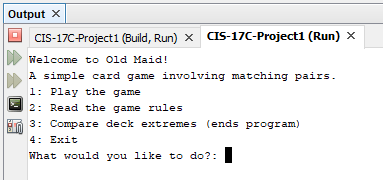 Output ×
CIS-17C-Project1 (Build, Run) × CIS-17C-Project1 (Run) ×
Welcome to Old Maid!
A simple card game involving matching pairs.
1: Play the game
2: Read the game rules
3: Compare deck extremes (ends program)
4: Exit
What would you like to do?: